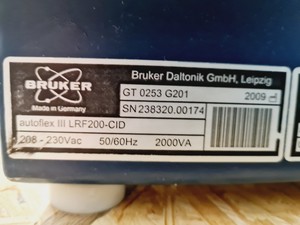 BRUKER
Made in Germany
Bruker Daltonik GmbH, Leipzig
GT 0253 G201
2009
SN 238320.00174
autoflex III LRF200-CID
208 - 230Vac 50/60Hz 2000VA